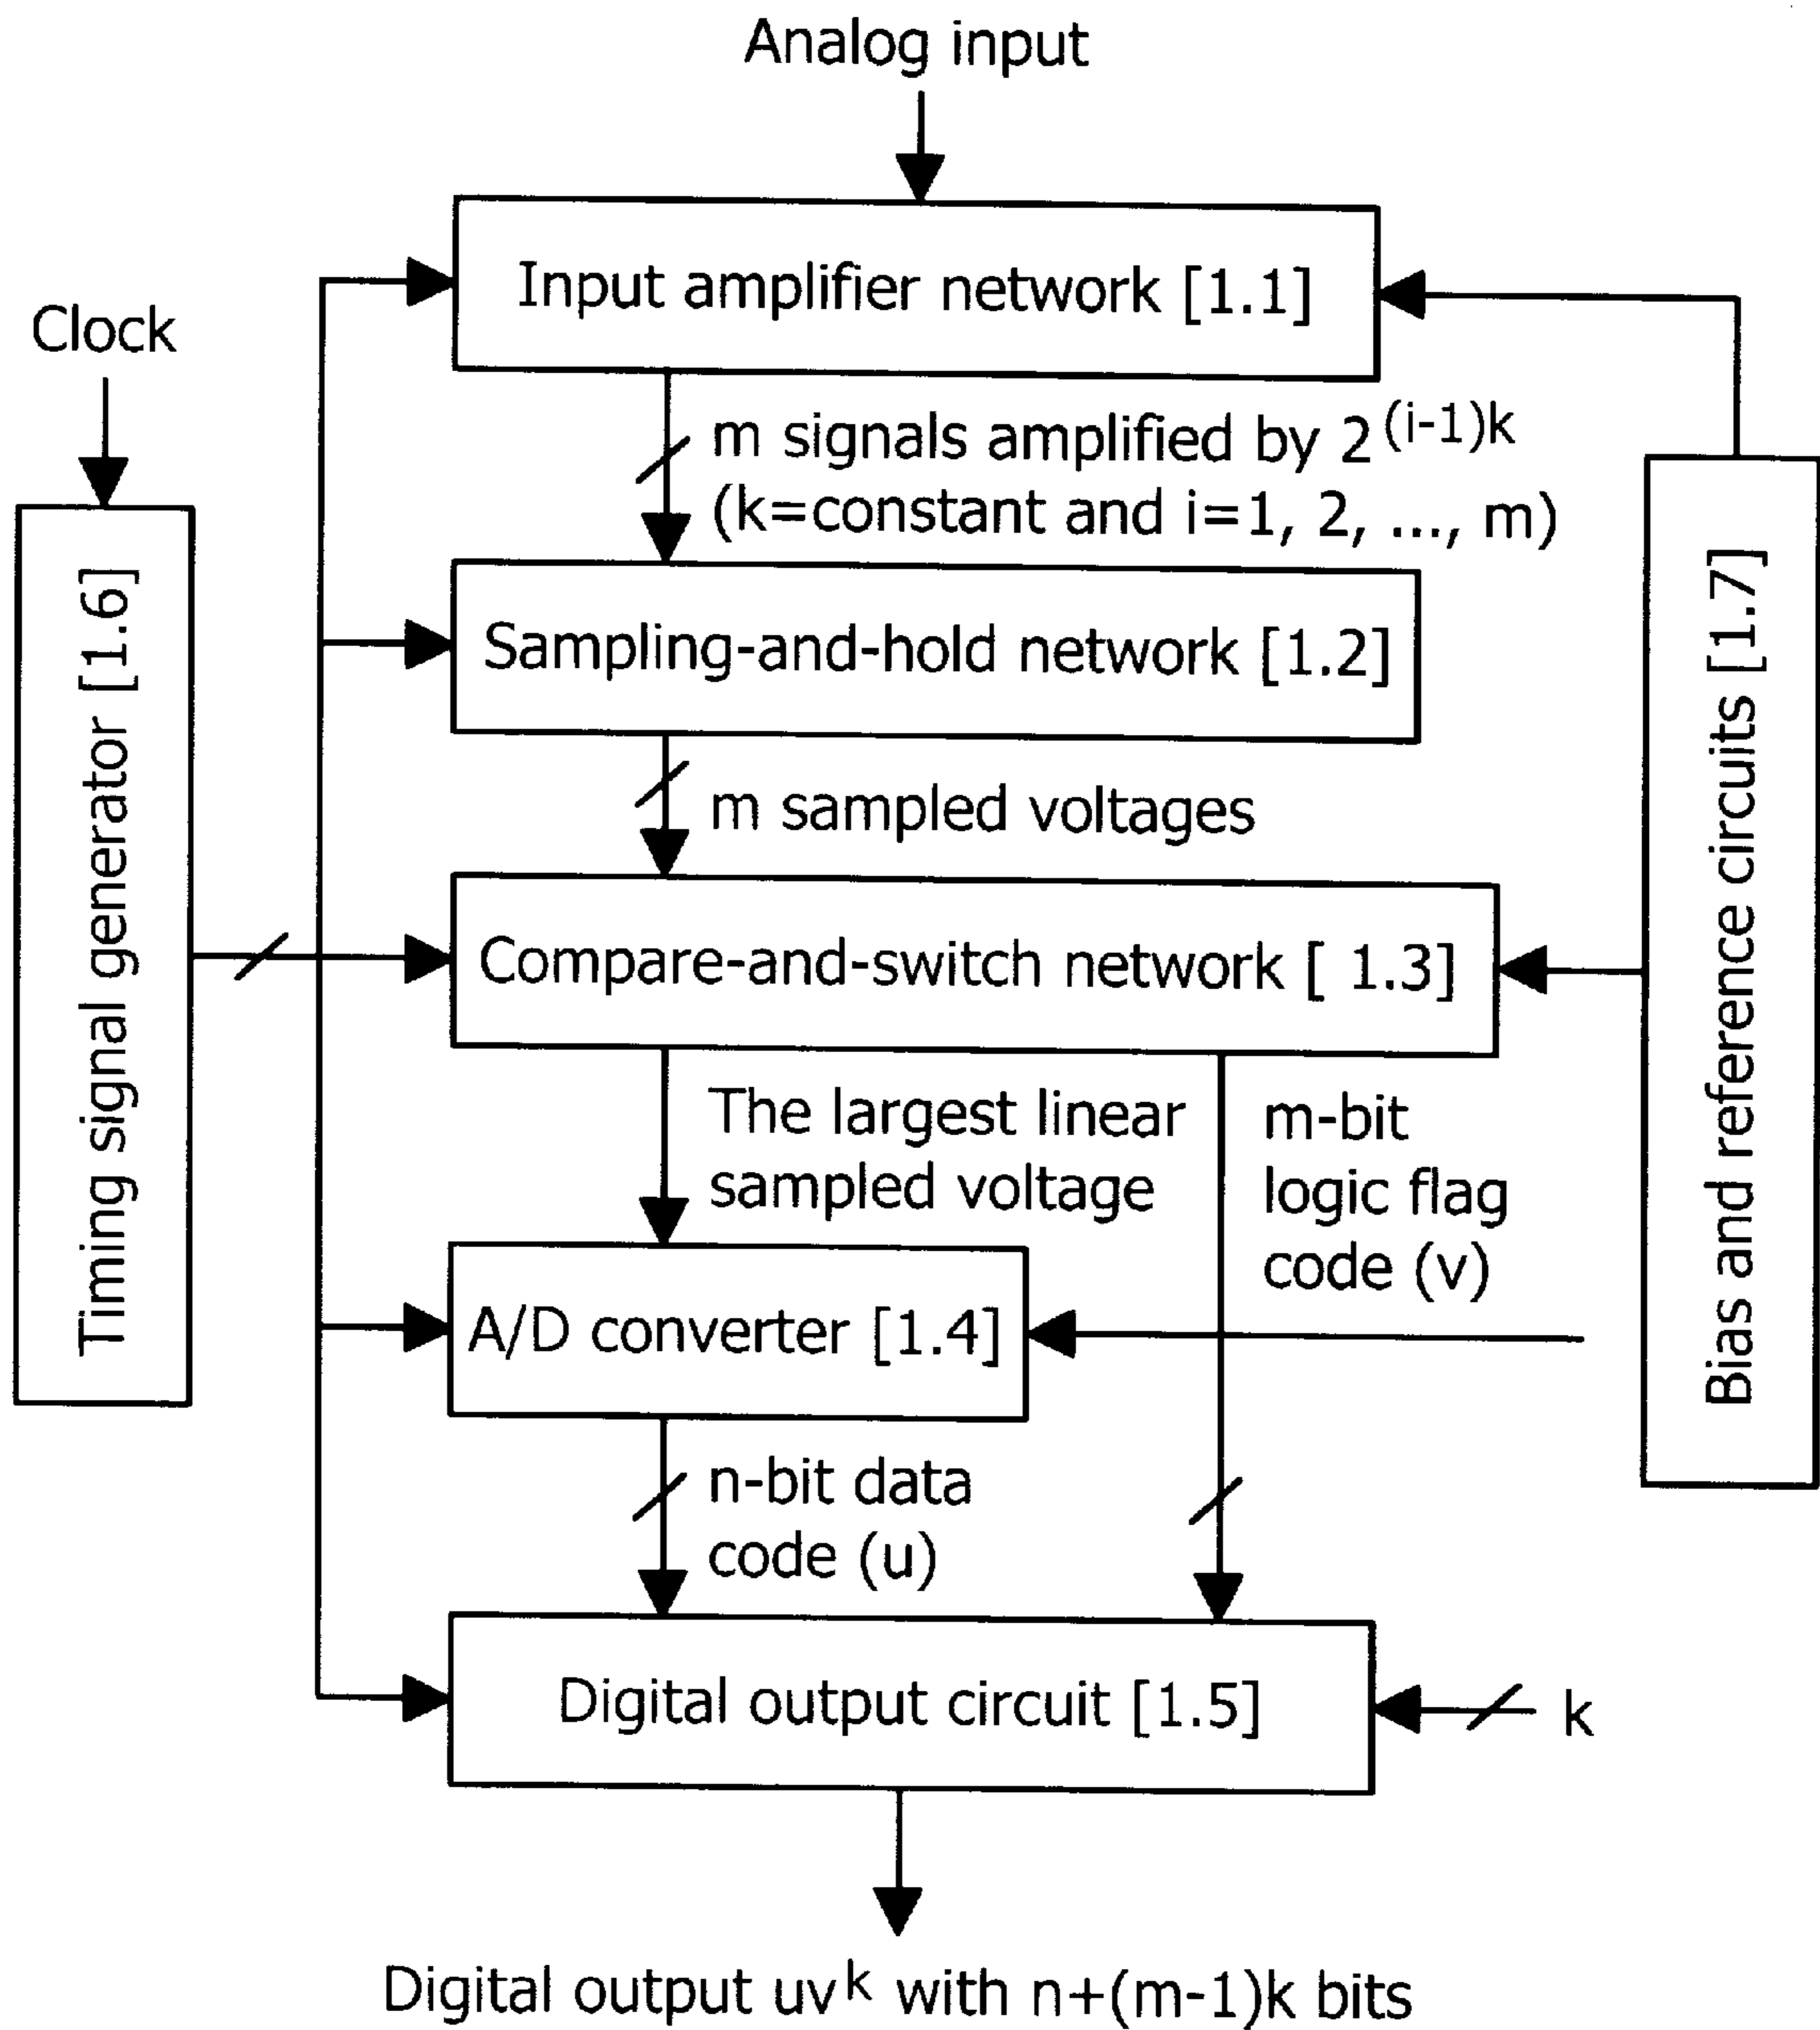 Analog input
Input amplifier network [1.1]
Clock
m signals amplified by 2^(i-1)k
(k=constant and i=1, 2, ..., m)
Timing signal generator [1.6]
Sampling-and-hold network [1.2]
Bias and reference circuits [1.7]
m sampled voltages
Compare-and-switch network [ 1.3]
The largest linear
sampled voltage
m-bit
logic flag
code (v)
A/D converter [1.4]
n-bit data
code (u)
Digital output circuit [1.5]
k
Digital output uv^k with n+(m-1)k bits